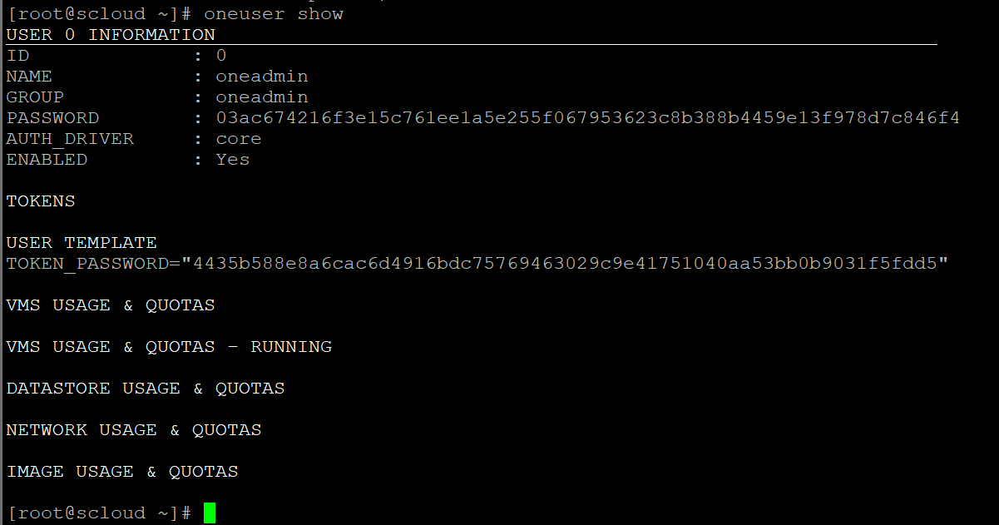 [root@scloud ~]# oneuser show
USER 0 INFORMATION
ID : 0
NAME : oneadmin
GROUP : oneadmin
PASSWORD : 03ac674216f3e15c761ee1a5e255f067953623c8b388b4459e13f978d7c846f4
AUTH_DRIVER : core
ENABLED : Yes
TOKENS
USER TEMPLATE
TOKEN_PASSWORD="4435b588e8a6cac6d4916bdc75769463029c9e41751040aa53bb0b9031f5fdd5"
VMS USAGE & QUOTAS
VMS USAGE & QUOTAS - RUNNING
DATASTORE USAGE & QUOTAS
NETWORK USAGE & QUOTAS
IMAGE USAGE & QUOTAS
[root@scloud ~]#